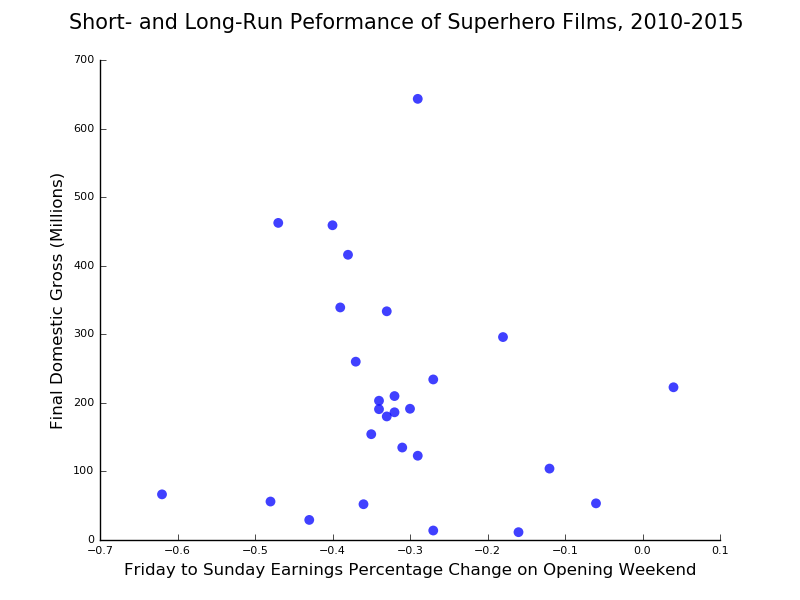 Short- and Long-Run Peformance of Superhero Films, 2010-2015
700
600
500
400
300
200
100
0
Final Domestic Gross (Millions)
−0.7 −0.6 −0.5 −0.4 −0.3 −0.2 −0.1 0.0 0.1
Friday to Sunday Earnings Percentage Change on Opening Weekend